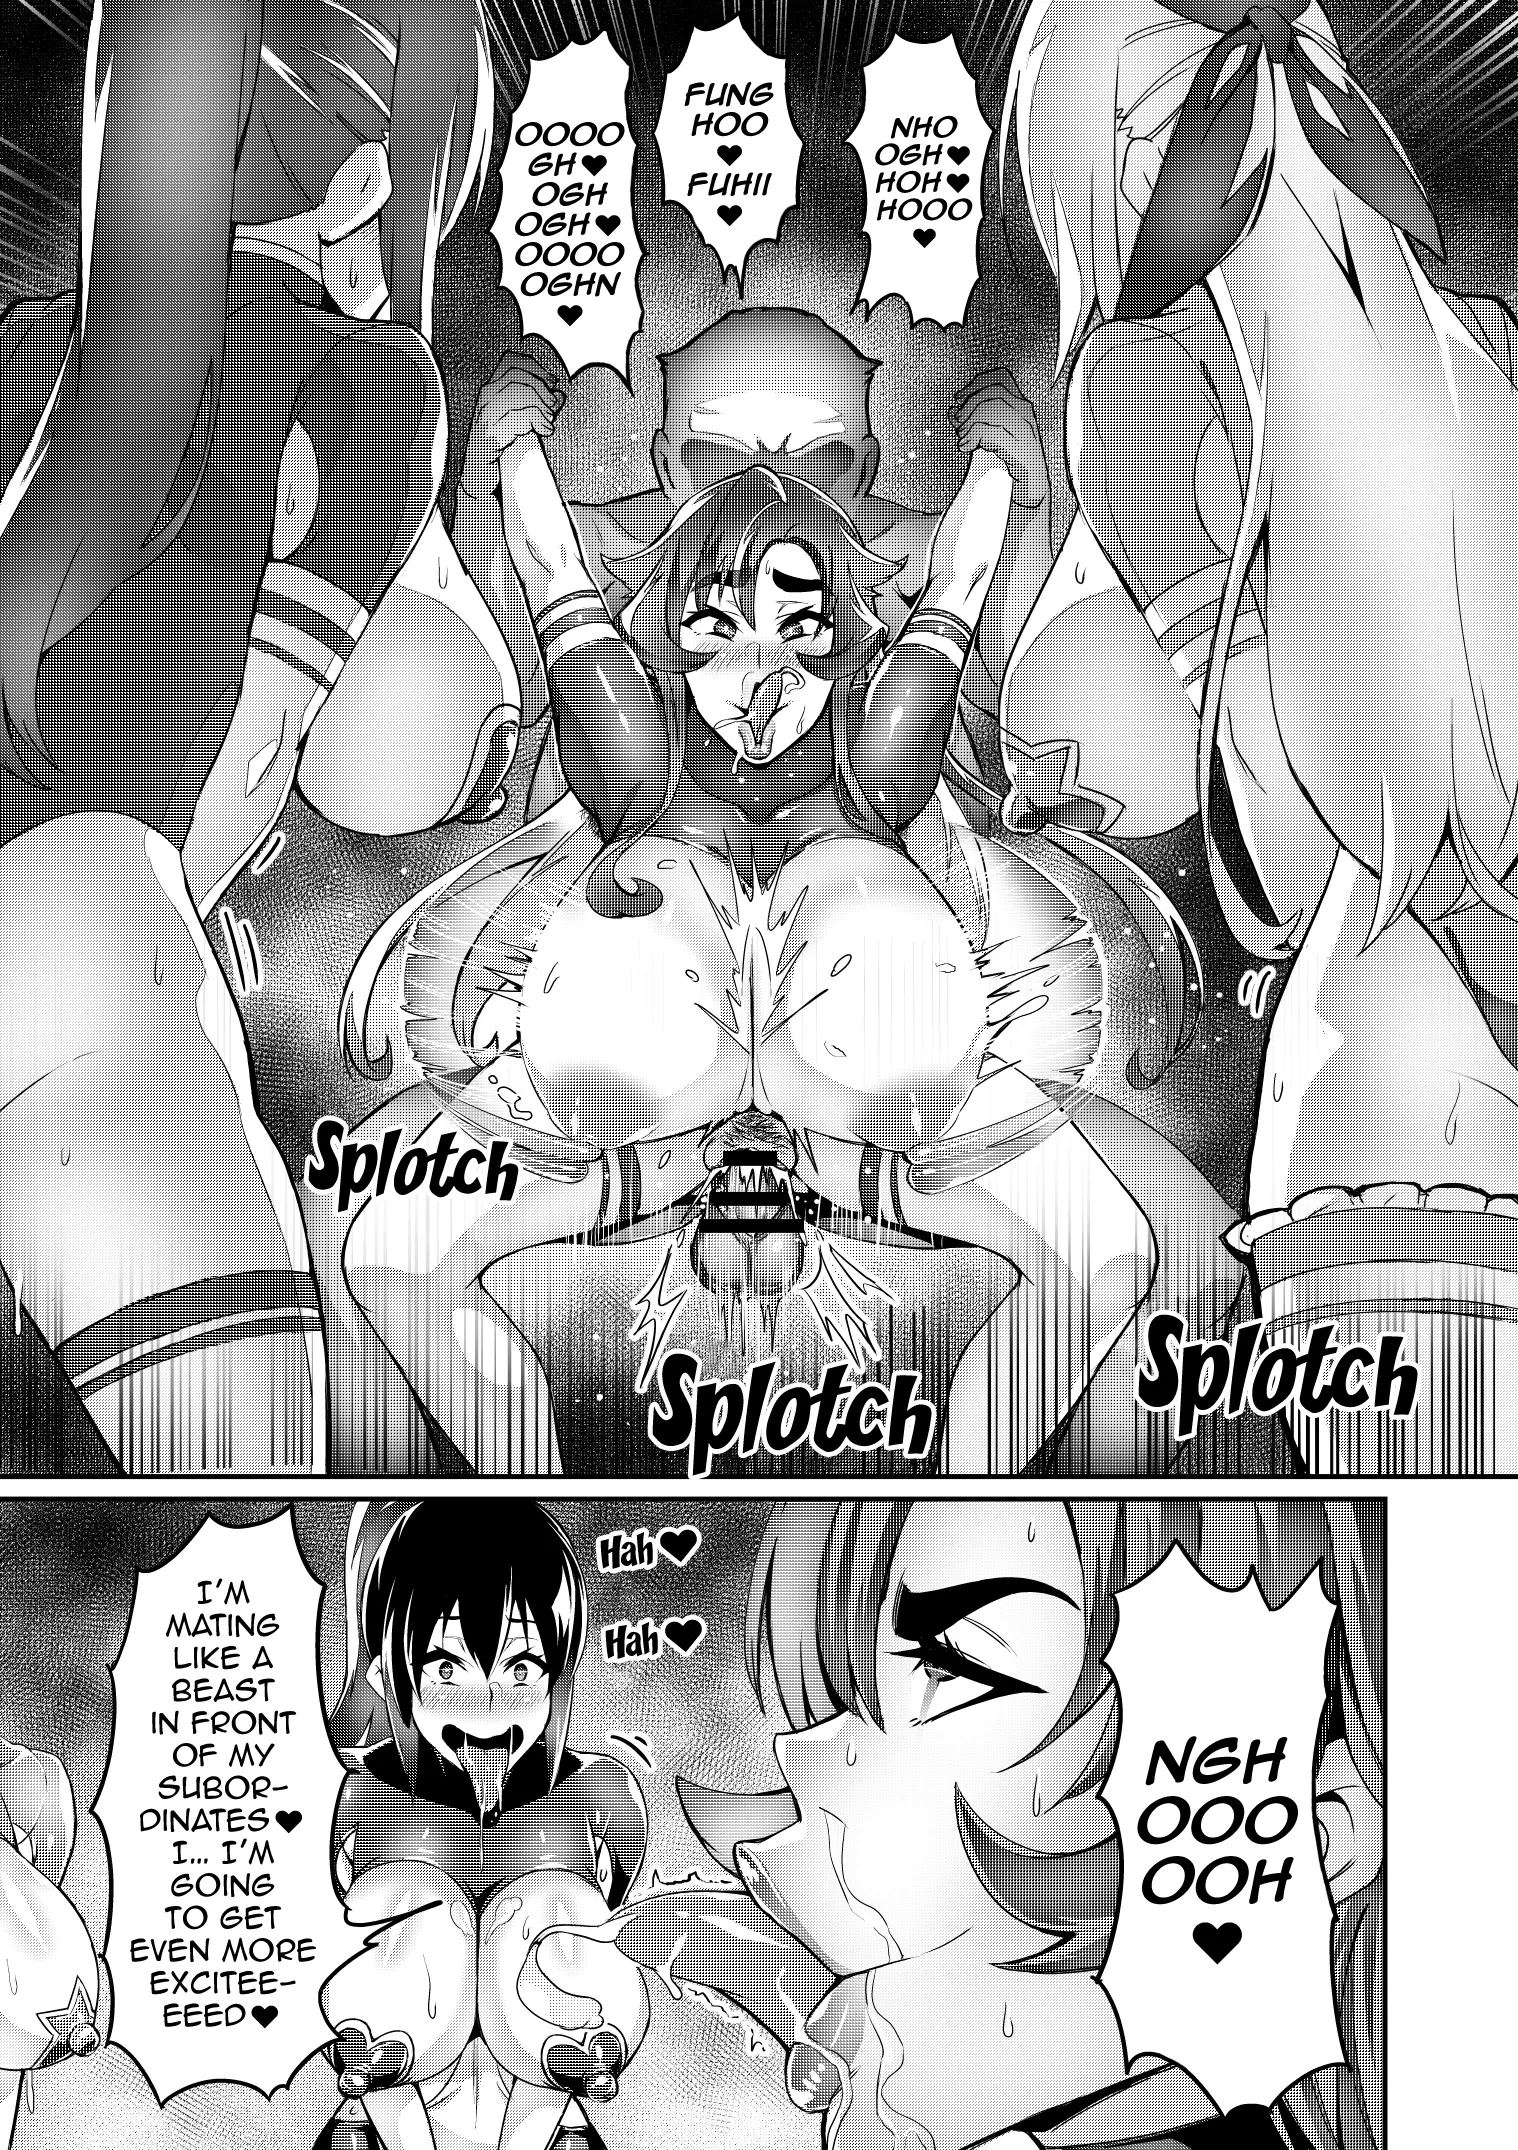 NHO
OGH♥
HOH♥
HOOO
♥
FUNG
HOO
♥
FUHII
♥
OOOO
GH♥
OGH
OGH♥
OOOO
OGHN
♥
Splotch
Splotch
Splotch
NGH
OOO
OOH
♥
Hah♥
Hah♥
I'M
MATING
LIKE A
BEAST
IN FRONT
OF MY
SUBOR-
DINATES♥
I... I'M
GOING
TO GET
EVEN MORE
EXCITEE-
EEED♥